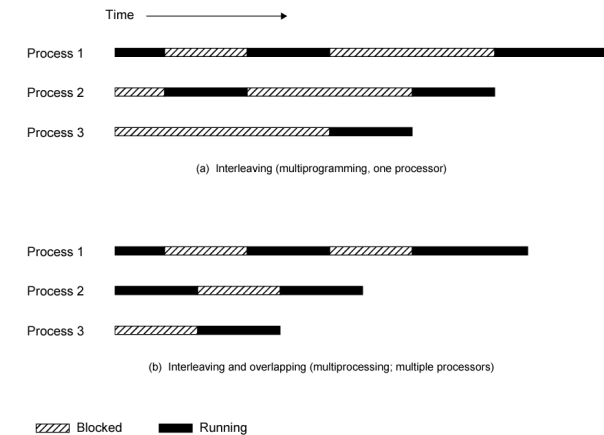 Time
Process 1
Process 2
Process 3
(a) Interleaving (multiprogramming, one processor)
Process 1
Process 2
Process 3
(b) Interleaving and overlapping (multiprocessing; multiple processors)
Blocked Running